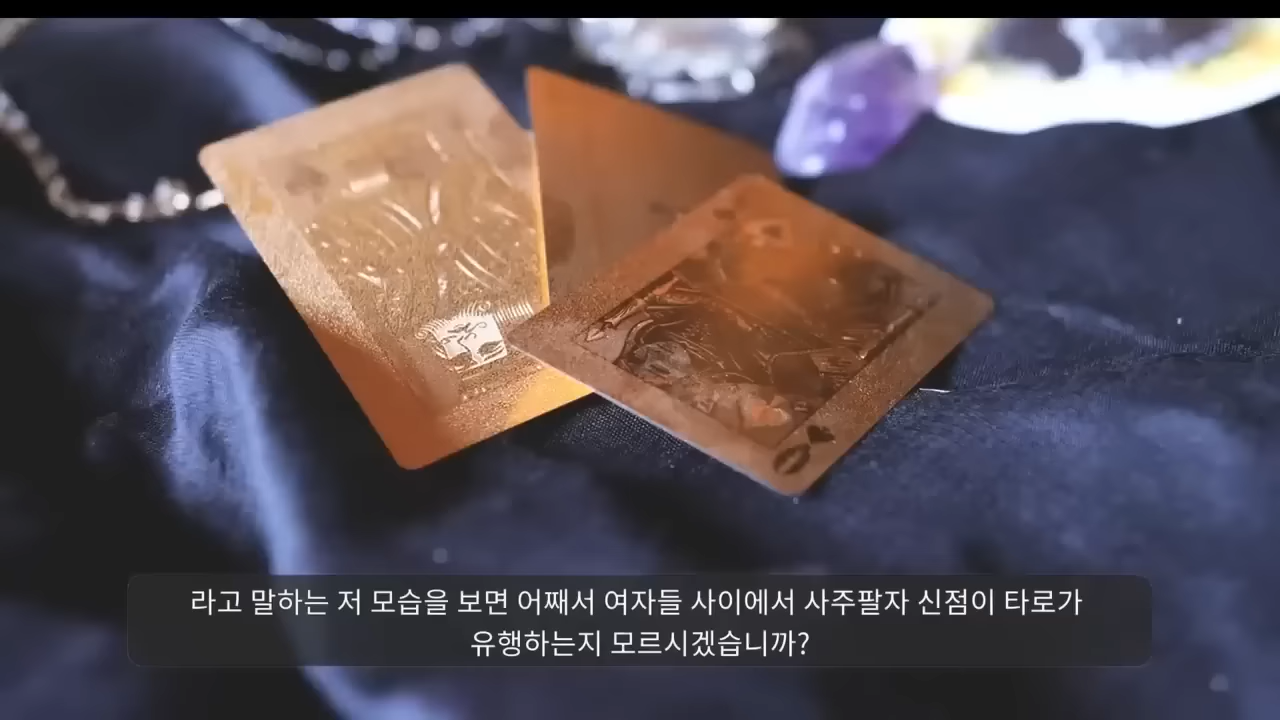 라고 말하는 저 모습을 보면 어째서 여자들 사이에서 사주팔자 신점이 타로가
유행하는지 모르시겠습니까?